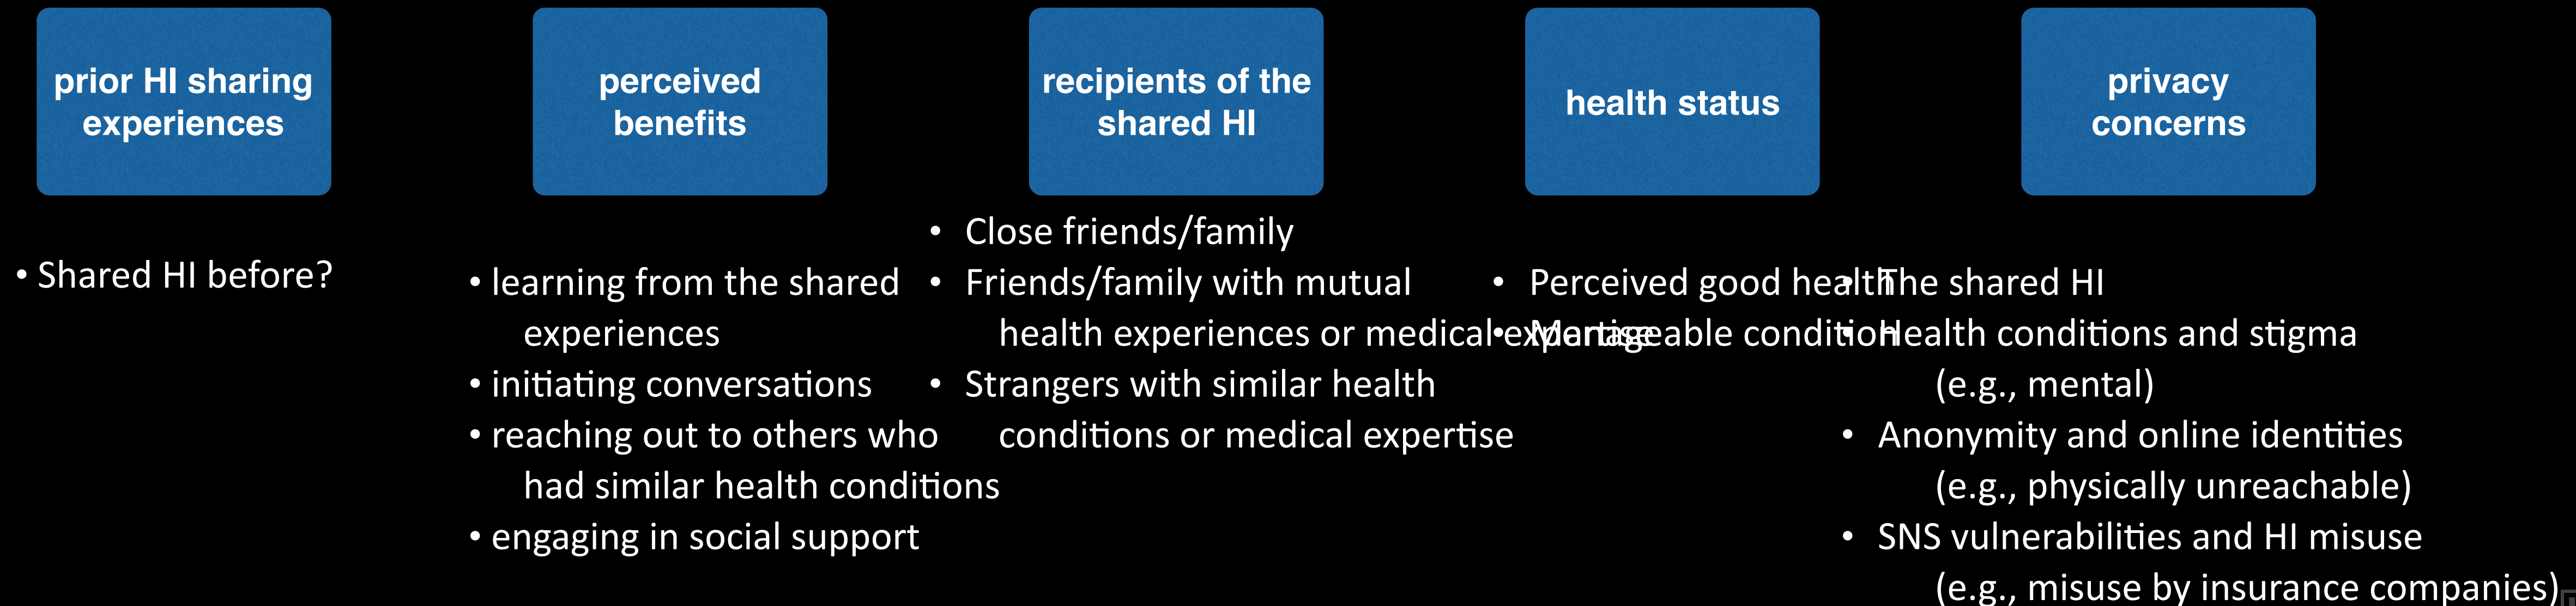 prior HI sharing
experiences
• Shared HI before?
perceived
benefits
• learning from the shared
experiences
• initiating conversations
• reaching out to others who
had similar health conditions
• engaging in social support
recipients of the
shared HI
• Close friends/family
• Friends/family with mutual
health experiences or medical expertise
• Strangers with similar health
conditions or medical expertise
health status
• Perceived good health
• Manageable condition
privacy
concerns
• The shared HI
• Health conditions and stigma
(e.g., mental)
• Anonymity and online identities
(e.g., physically unreachable)
• SNS vulnerabilities and HI misuse
(e.g., misuse by insurance companies)